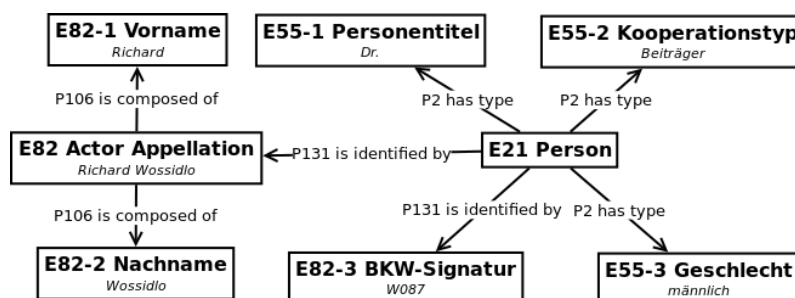 E82-1 Vorname
Richard
E55-1 Personentitel
Dr.
E55-2 Kooperationstyp
Beiträger
P106 is composed of
P2 has type
P2 has type
E82 Actor Appellation
Richard Wossidlo
P131 is identified by
E21 Person
P106 is composed of
P131 is identified by
P2 has type
E82-2 Nachname
Wossidlo
E82-3 BKW-Signatur
W087
E55-3 Geschlecht
männlich